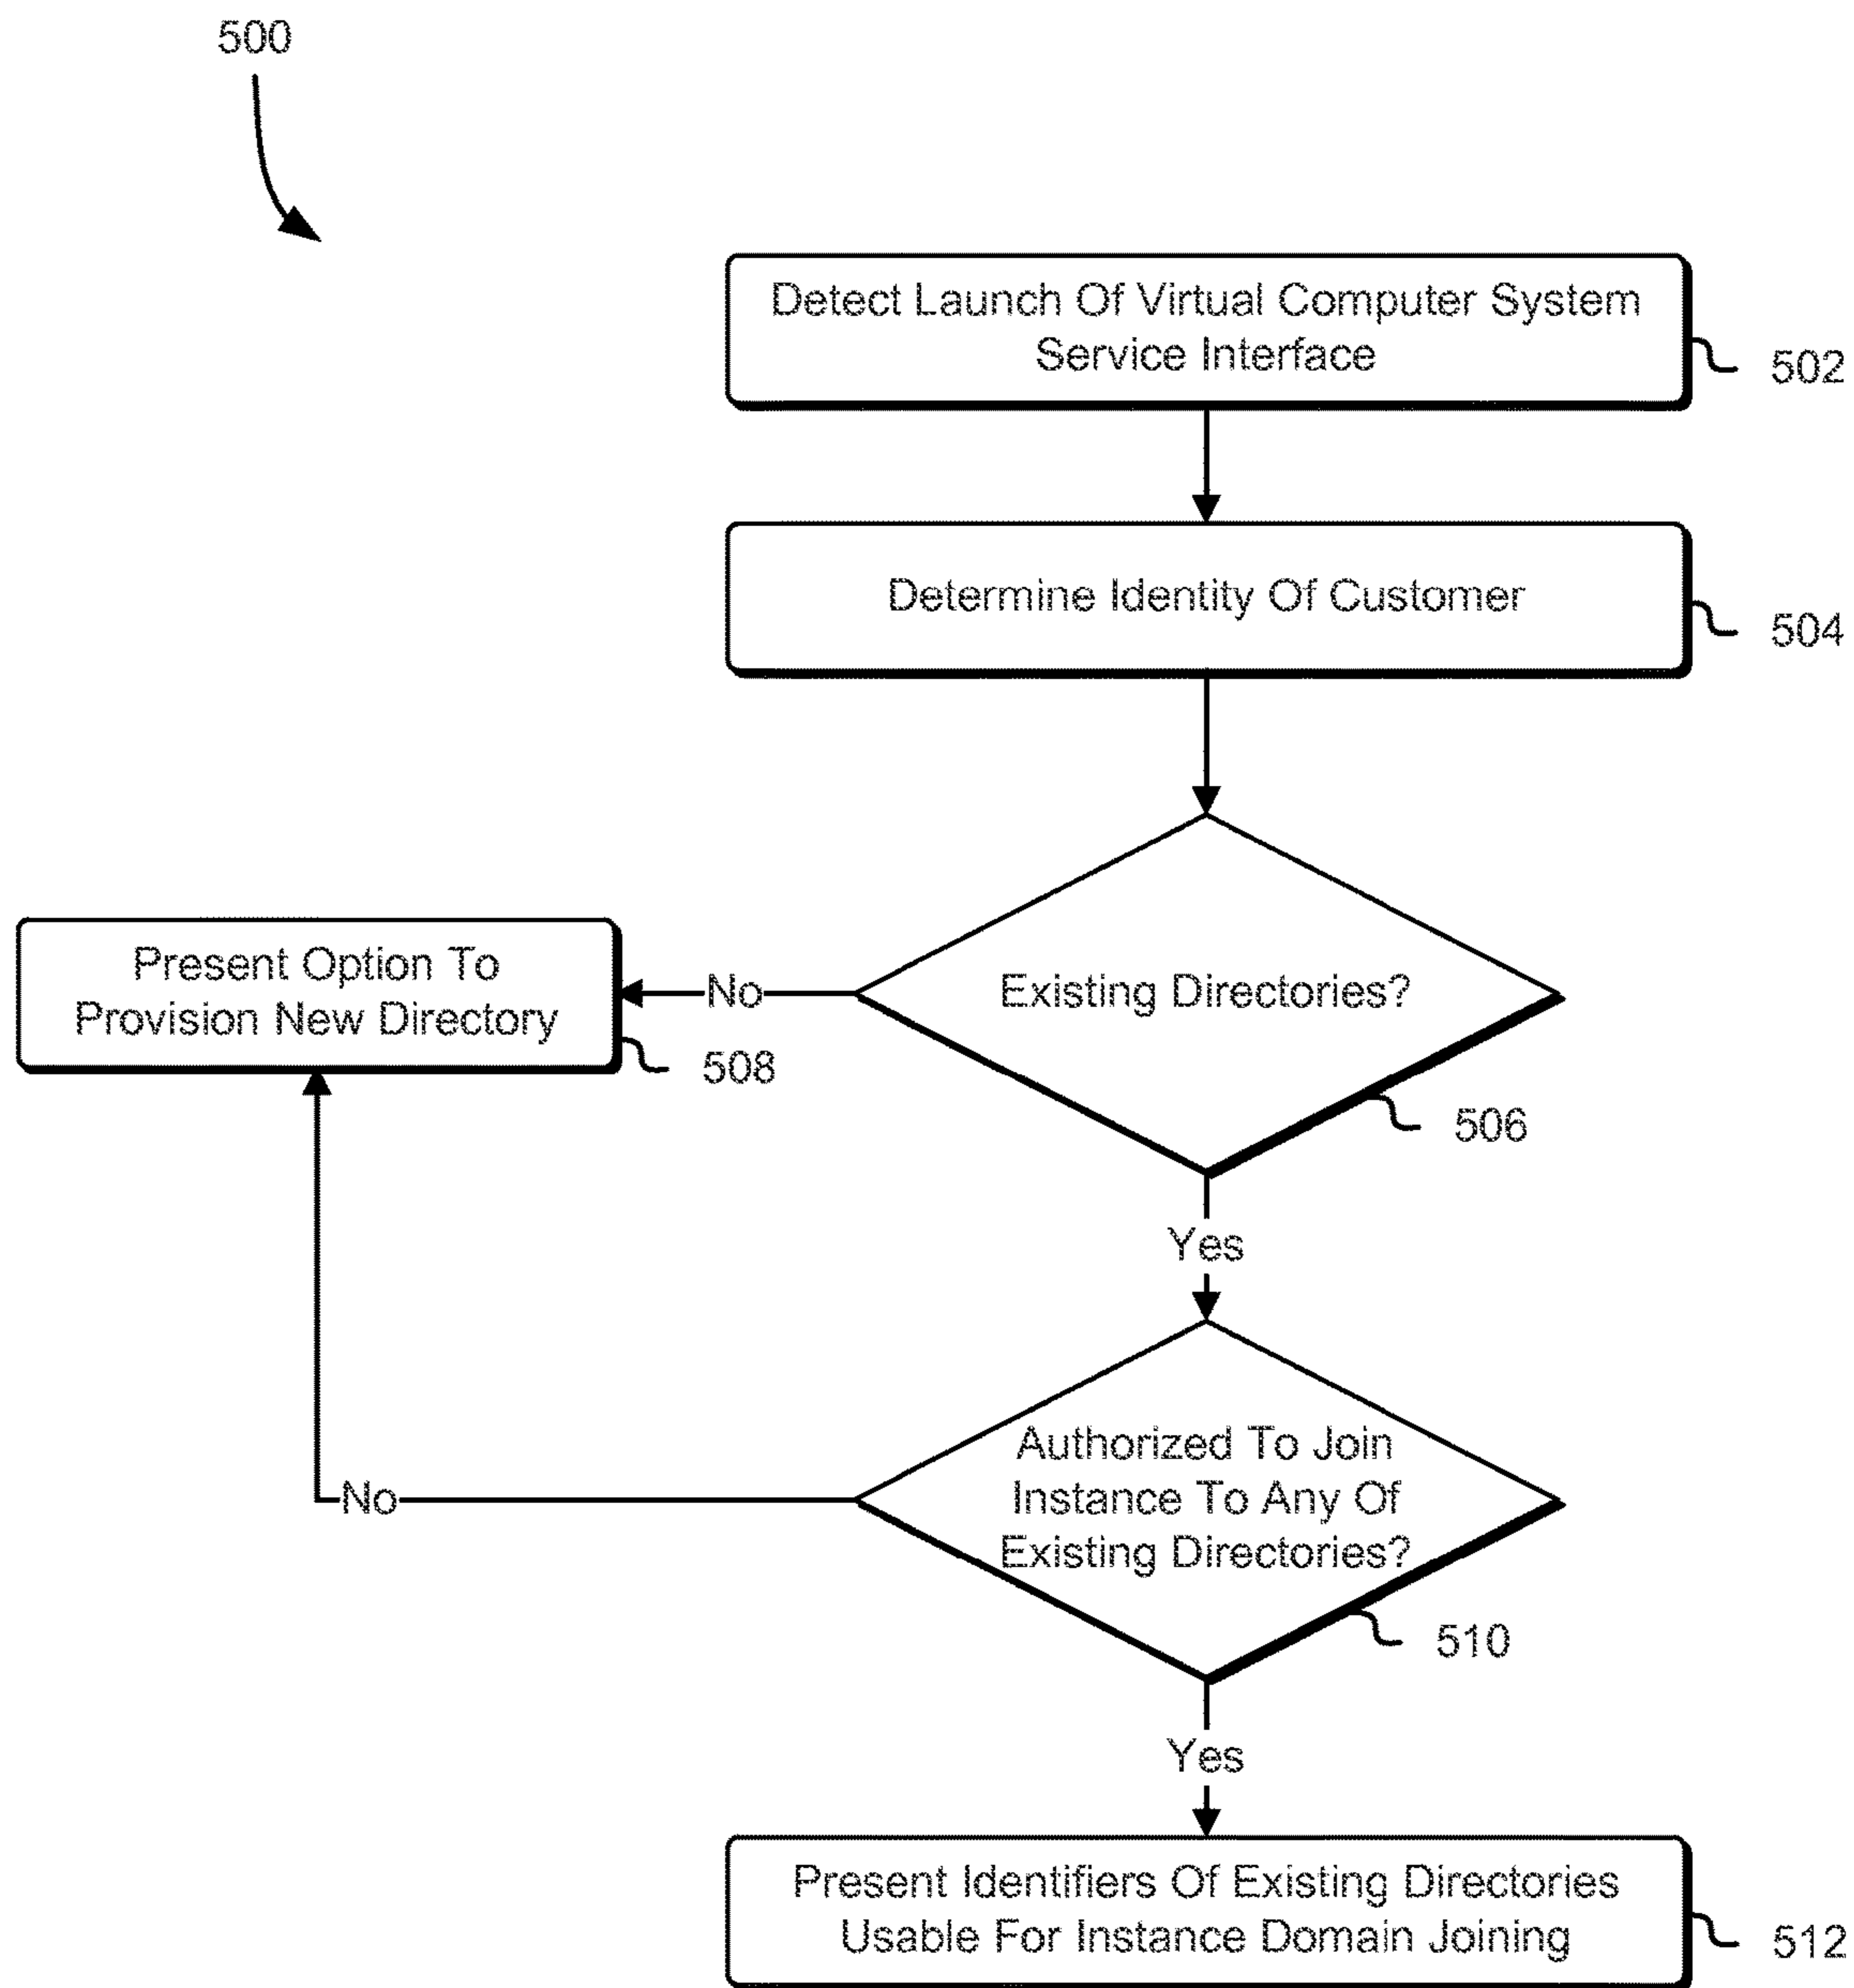 500
Detect Launch Of Virtual Computer System
Service Interface
502
Determine Identity Of Customer
504
Existing Directories?
506
No
Present Option To
Provision New Directory
508
Yes
Authorized To Join
Instance To Any Of
Existing Directories?
510
No
Yes
Present Identifiers Of Existing Directories
Usable For Instance Domain Joining
512